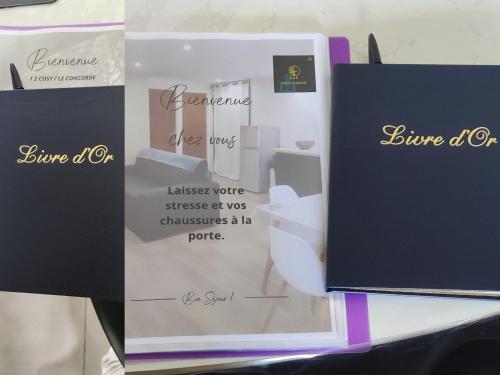 Bienvenue
T 2 COSY / LE CONCORDE
Livre d'Or
Bienvenue
chez vous
Laissez votre
stresse et vos
chaussures à la
porte.
Bon Séjour !
Livre d'Or